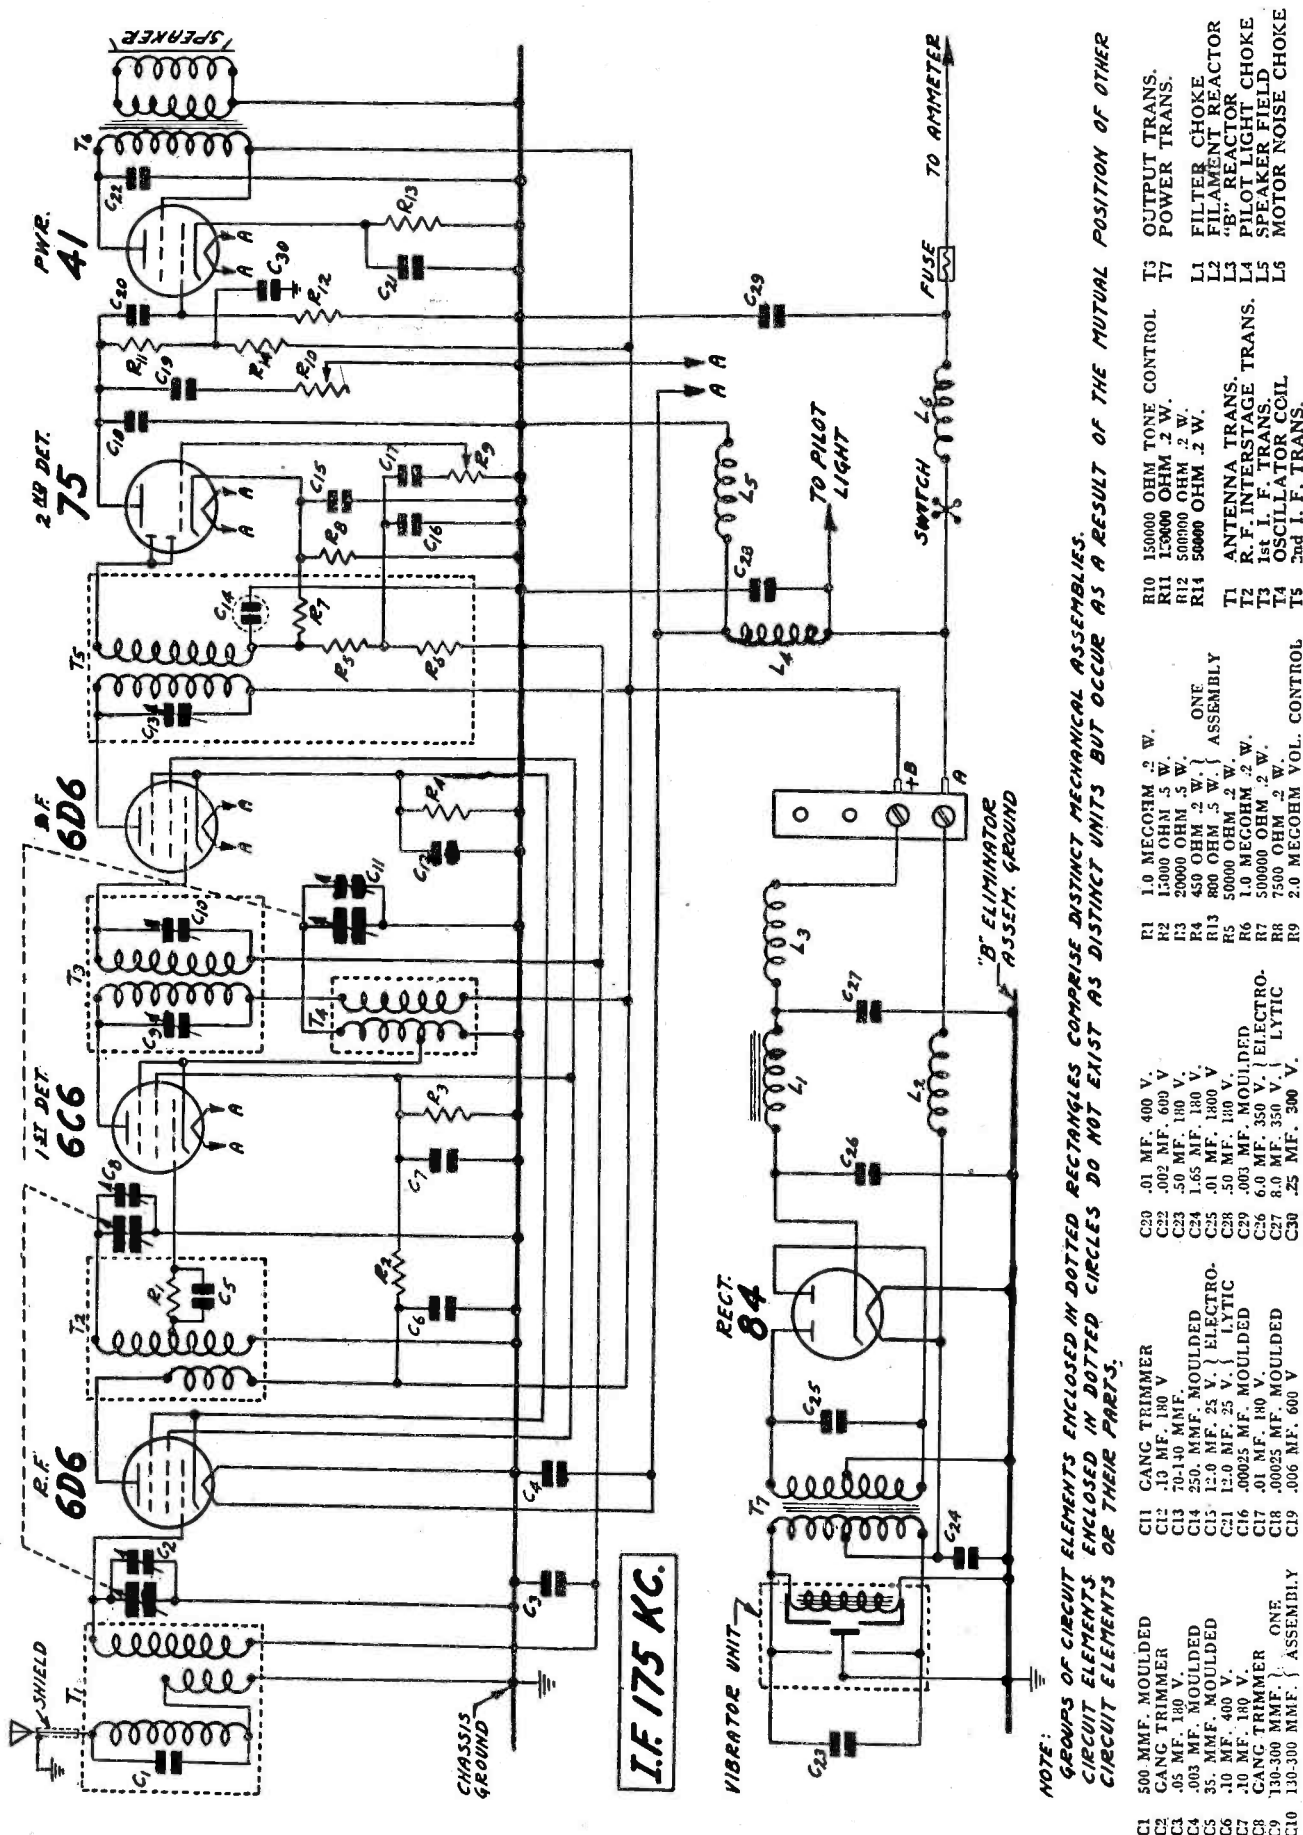 SHIELD
T1
C1
C2
R.F.
6D6
T2
R1
C5
C8
1ST DET.
6C6
T3
C9
C10
I.F.
6D6
T5
C13
C14
2ND DET.
75
C18
C19
R11
C20
PWR.
41
C22
T6
SPEAKER
A
A
A
A
A
A
A
A
R2
C6
C7
R3
T4
C11
C12
R4
R7
R5
R6
R8
C15
C16
C17
R9
R10
R14
R12
C30
C21
R13
CHASSIS
GROUND
C3
C4
I.F. 175 KC.
A
A
C29
L5
C28
L4
TO PILOT
LIGHT
SWITCH
L6
FUSE
TO AMMETER
VIBRATOR UNIT
C23
T7
C24
C25
RECT.
84
C26
L1
C27
L3
L2
+B
A
"B" ELIMINATOR
ASSEM. GROUND
NOTE:
GROUPS OF CIRCUIT ELEMENTS ENCLOSED IN DOTTED RECTANGLES COMPRISE DISTINCT MECHANICAL ASSEMBLIES.
CIRCUIT ELEMENTS ENCLOSED IN DOTTED CIRCLES DO NOT EXIST AS DISTINCT UNITS BUT OCCUR AS A RESULT OF THE MUTUAL POSITION OF OTHER
CIRCUIT ELEMENTS OR THEIR PARTS.
C1 500 MMF. MOULDED
C2 GANG TRIMMER
C3 .05 MF. 180 V.
C4 .003 MF. MOULDED
C5 35. MMF. MOULDED
C6 .10 MF. 400 V.
C7 .10 MF. 180 V.
C8 GANG TRIMMER
C9 130-300 MMF. } ONE
C10 130-300 MMF. } ASSEMBLY
C11 GANG TRIMMER
C12 .10 MF. 180 V
C13 70-140 MMF.
C14 250. MMF. MOULDED
C15 12.0 MF. 25 V. } ELECTRO-
C21 12.0 MF. 25 V. } LYTIC
C16 .00025 MF. MOULDED
C17 .01 MF. 180 V.
C18 .00025 MF. MOULDED
C19 .006 MF. 600 V
C20 .01 MF. 400 V.
C22 .002 MF. 600 V
C23 .50 MF. 180 V.
C24 1.65 MF. 180 V.
C25 .01 MF. 1800 V
C28 .50 MF. 180 V.
C29 .003 MF. MOULDED
C26 6.0 MF. 350 V. } ELECTRO-
C27 8.0 MF. 350 V. } LYTIC
C30 .25 MF. 300 V.
R1 1.0 MEGOHM .2 W.
R2 15000 OHM .5 W.
R3 20000 OHM .5 W.
R4 450 OHM .2 W. } ONE
R13 800 OHM .5 W. } ASSEMBLY
R5 50000 OHM .2 W.
R6 1.0 MEGOHM .2 W.
R7 500000 OHM .2 W.
R8 7500 OHM .2 W.
R9 2.0 MEGOHM VOL. CONTROL
R10 150000 OHM TONE CONTROL
R11 OHM .2 W.
R12 500000 OHM .2 W.
R14 50000 OHM .2 W.
T1 ANTENNA TRANS.
T2 R. F. INTERSTAGE TRANS.
T3 1st I. F. TRANS.
T4 OSCILLATOR COIL
T5 2nd I. F. TRANS.
T6 OUTPUT TRANS.
T7 POWER TRANS.
L1 FILTER CHOKE
L2 FILAMENT REACTOR
L3 "B" REACTOR
L4 PILOT LIGHT CHOKE
L5 SPEAKER FIELD
L6 MOTOR NOISE CHOKE